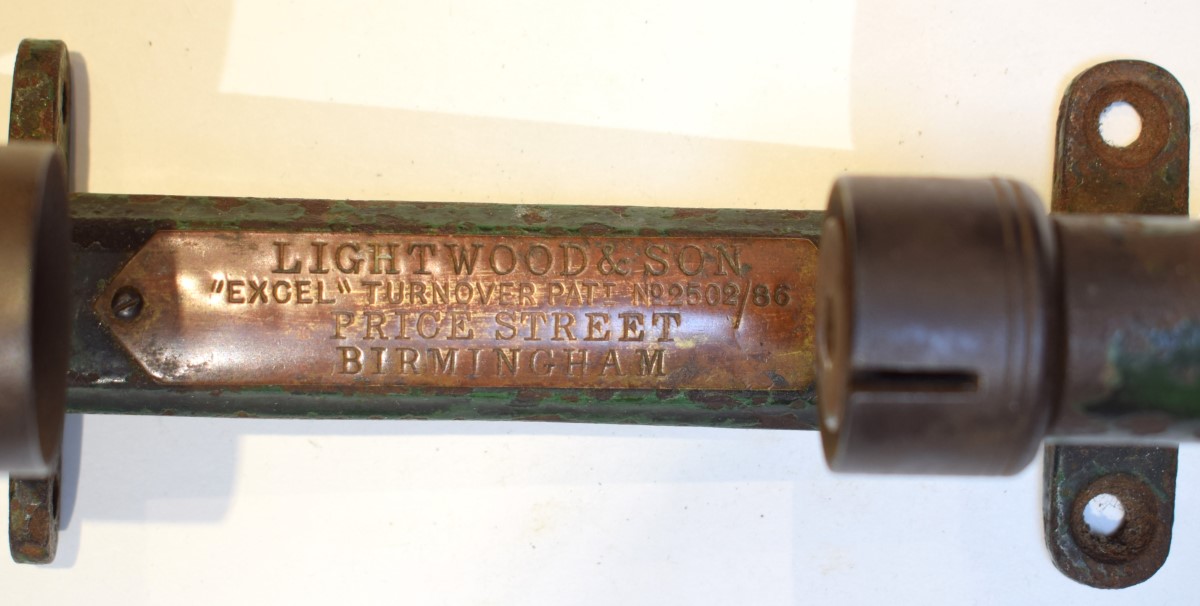 LIGHTWOOD & SON
"EXCEL" TURNOVER PATT. No 2502/86
PRICE STREET
BIRMINGHAM